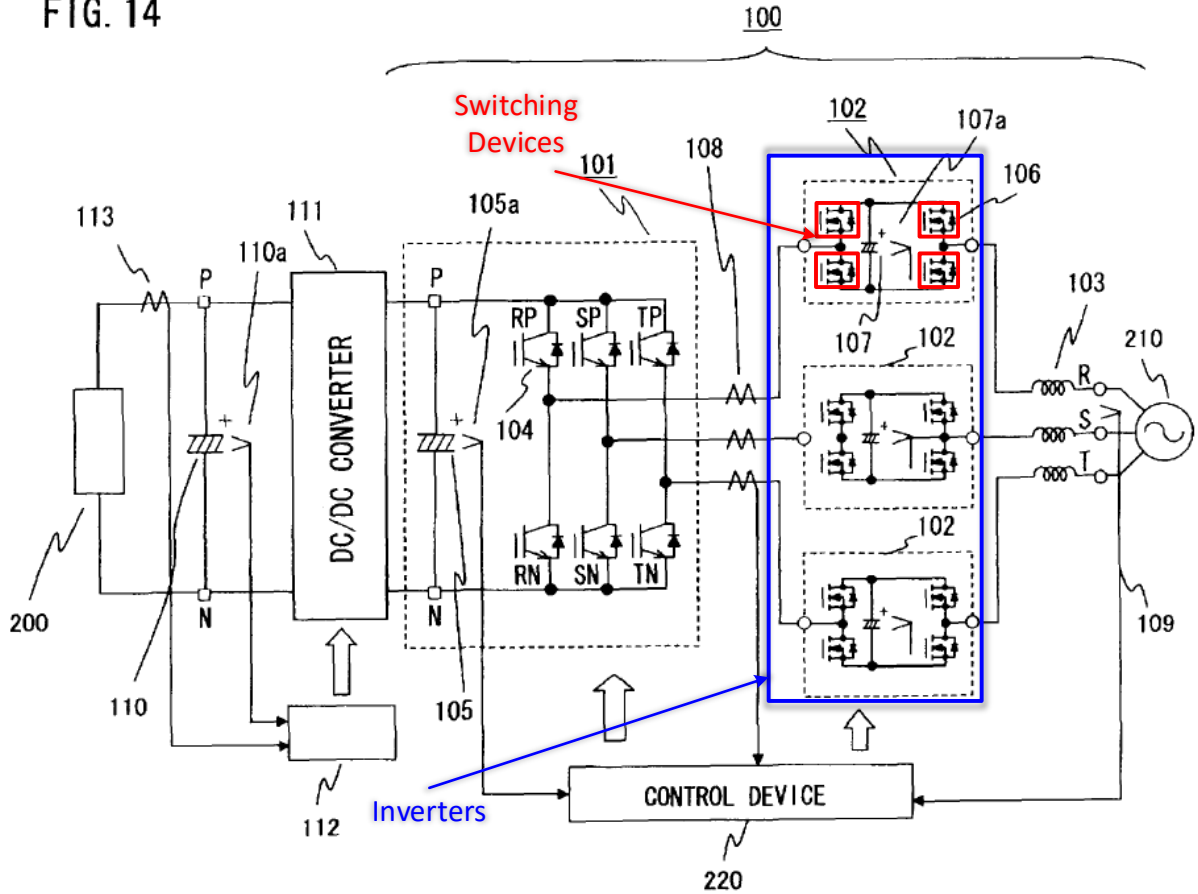 FIG. 14
100
Switching
Devices
102
107a
108
106
101
105a
113
111
110a
P
P
RP
SP
TP
103
107
102
210
R
DC/DC CONVERTER
+
+
+
104
+
S
T
102
RN
SN
TN
+
N
N
200
109
110
105
Inverters
CONTROL DEVICE
112
220